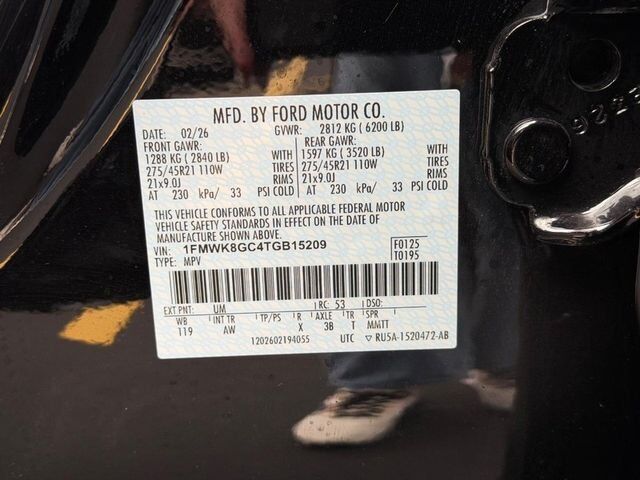 MFD. BY FORD MOTOR CO.
DATE: 02/26 GVWR: 2812 KG ( 6200 LB)
FRONT GAWR: REAR GAWR:
1288 KG ( 2840 LB) WITH 1597 KG ( 3520 LB) WITH
275/45R21 110W TIRES 275/45R21 110W TIRES
21x9.0J RIMS 21x9.0J RIMS
AT 230 kPa/ 33 PSI COLD AT 230 kPa/ 33 PSI COLD
THIS VEHICLE CONFORMS TO ALL APPLICABLE FEDERAL MOTOR
VEHICLE SAFETY STANDARDS IN EFFECT ON THE DATE OF
MANUFACTURE SHOWN ABOVE.
VIN: 1FMWK8GC4TGB15209 F0125
TYPE: MPV T0195
EXT PNT: UM RC: 53 DSO:
WB INT TR TP/PS R AXLE TR SPR
119 AW X 3B T MMTT
1202602194055 UTC RU5A-1520472-AB